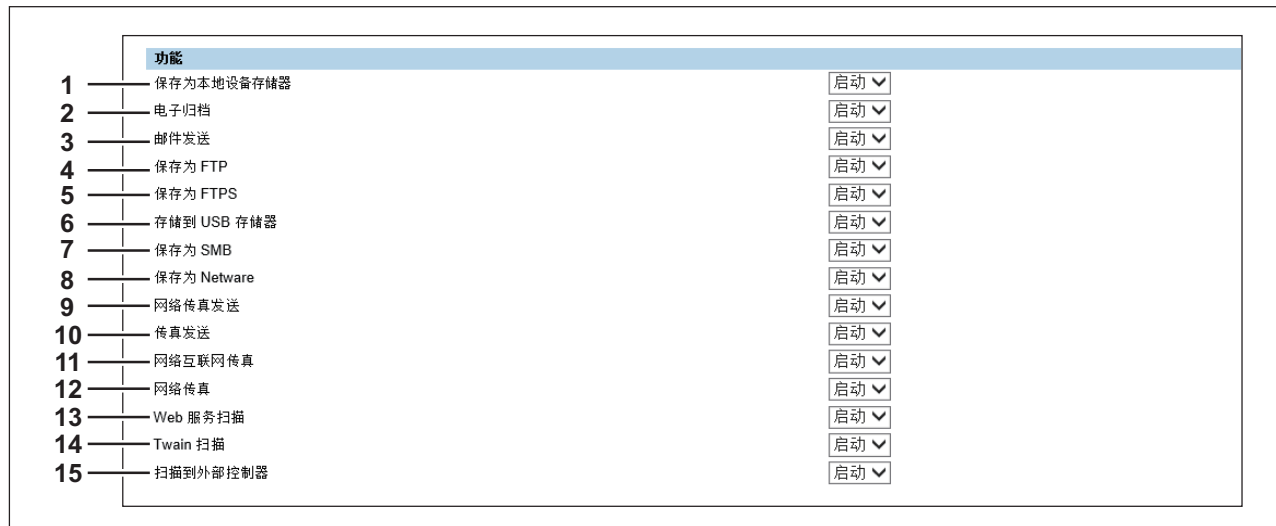 功能
1 保存为本地设备存储器 启动
2 电子归档 启动
3 邮件发送 启动
4 保存为 FTP 启动
5 保存为 FTPS 启动
6 存储到 USB 存储器 启动
7 保存为 SMB 启动
8 保存为 Netware 启动
9 网络传真发送 启动
10 传真发送 启动
11 网络互联网传真 启动
12 网络传真 启动
13 Web 服务扫描 启动
14 Twain 扫描 启动
15 扫描到外部控制器 启动